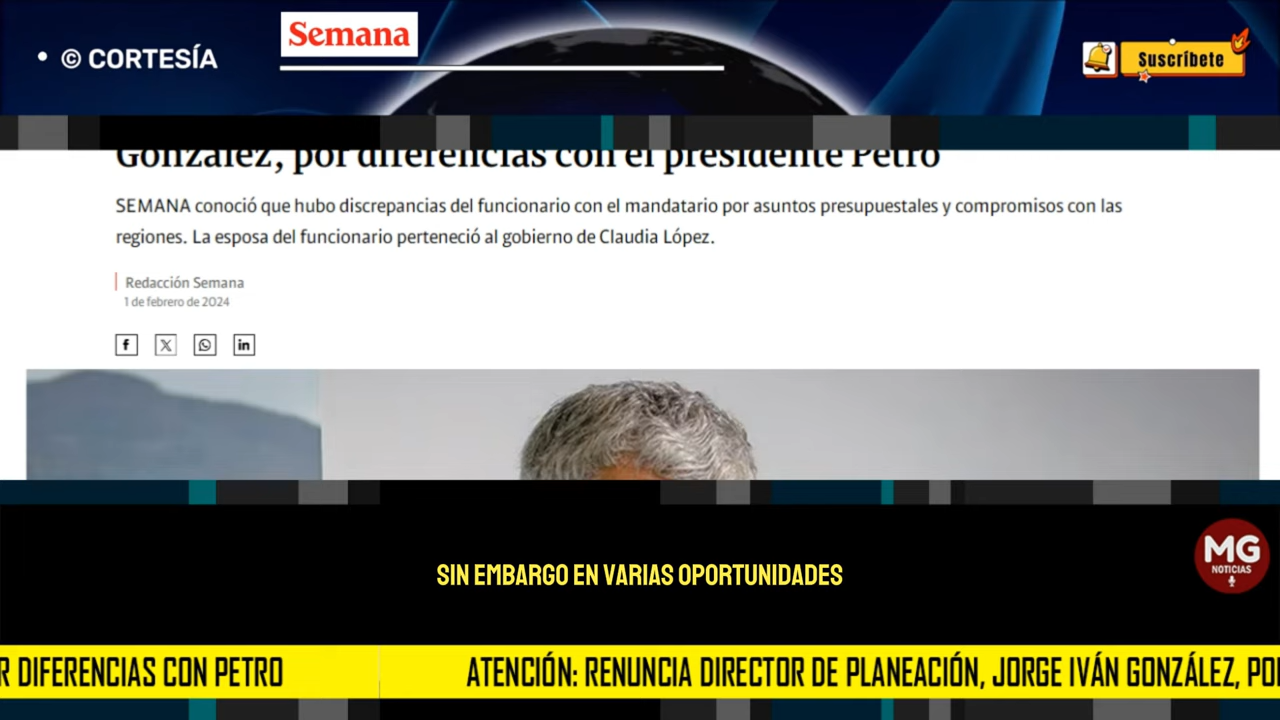 • © CORTESÍA
Semana
Suscríbete
González, por diferencias con el presidente Petro
SEMANA conoció que hubo discrepancias del funcionario con el mandatario por asuntos presupuestales y compromisos con las
regiones. La esposa del funcionario perteneció al gobierno de Claudia López.
Redacción Semana
1 de febrero de 2024
SIN EMBARGO EN VARIAS OPORTUNIDADES
MG
NOTICIAS
R DIFERENCIAS CON PETRO
ATENCIÓN: RENUNCIA DIRECTOR DE PLANEACIÓN, JORGE IVÁN GONZÁLEZ, PO